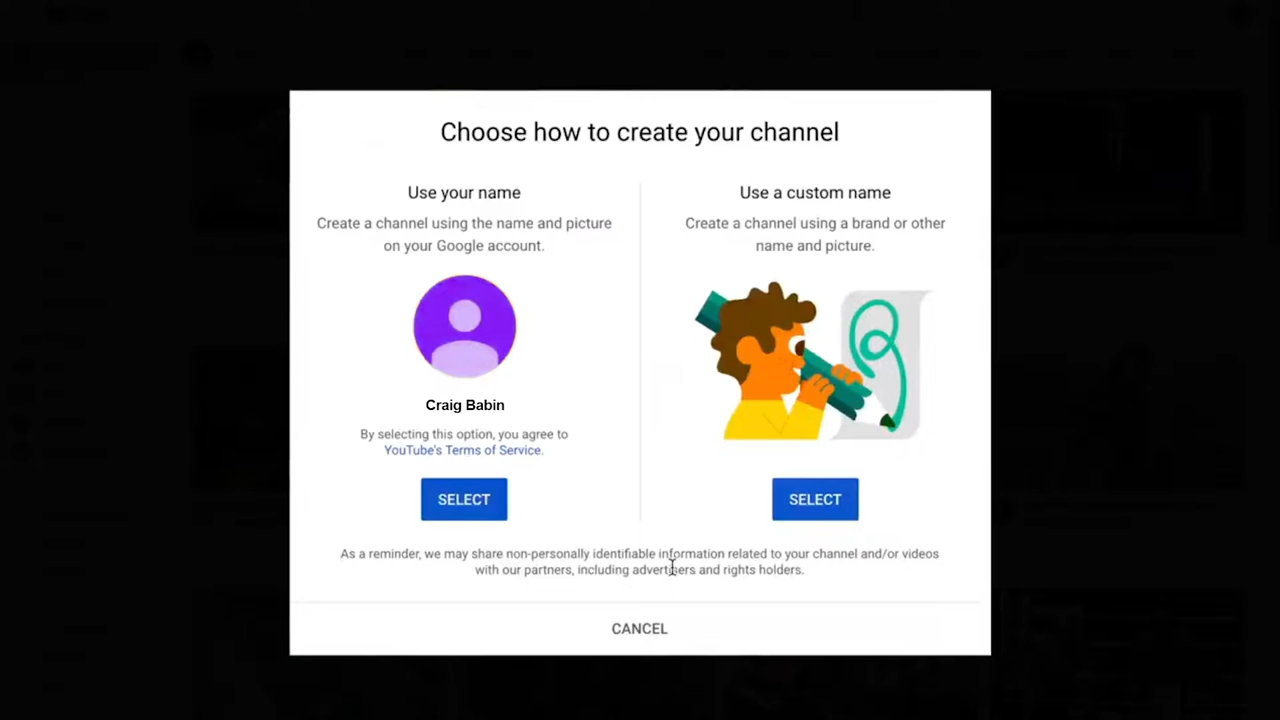 Choose how to create your channel
Use your name
Create a channel using the name and picture
on your Google account.
Craig Babin
By selecting this option, you agree to
YouTube's Terms of Service.
SELECT
Use a custom name
Create a channel using a brand or other
name and picture.
SELECT
As a reminder, we may share non-personally identifiable information related to your channel and/or videos
with our partners, including advertisers and rights holders.
CANCEL